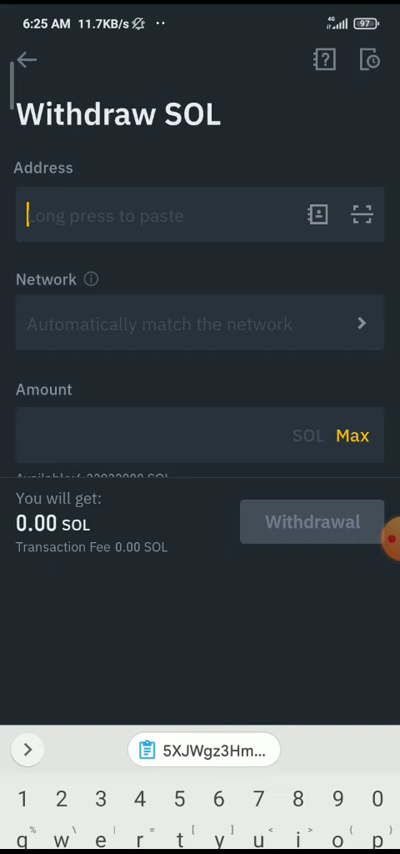 6:25 AM 11.7KB/s 4G 97
Withdraw SOL
Address
Long press to paste
Network
Automatically match the network
Amount
SOL Max
You will get:
0.00 SOL
Transaction Fee 0.00 SOL
Withdrawal
5XJWgz3Hm...
1 2 3 4 5 6 7 8 9 0
q% w\ e| r= t[ y] u< i> o{ p}